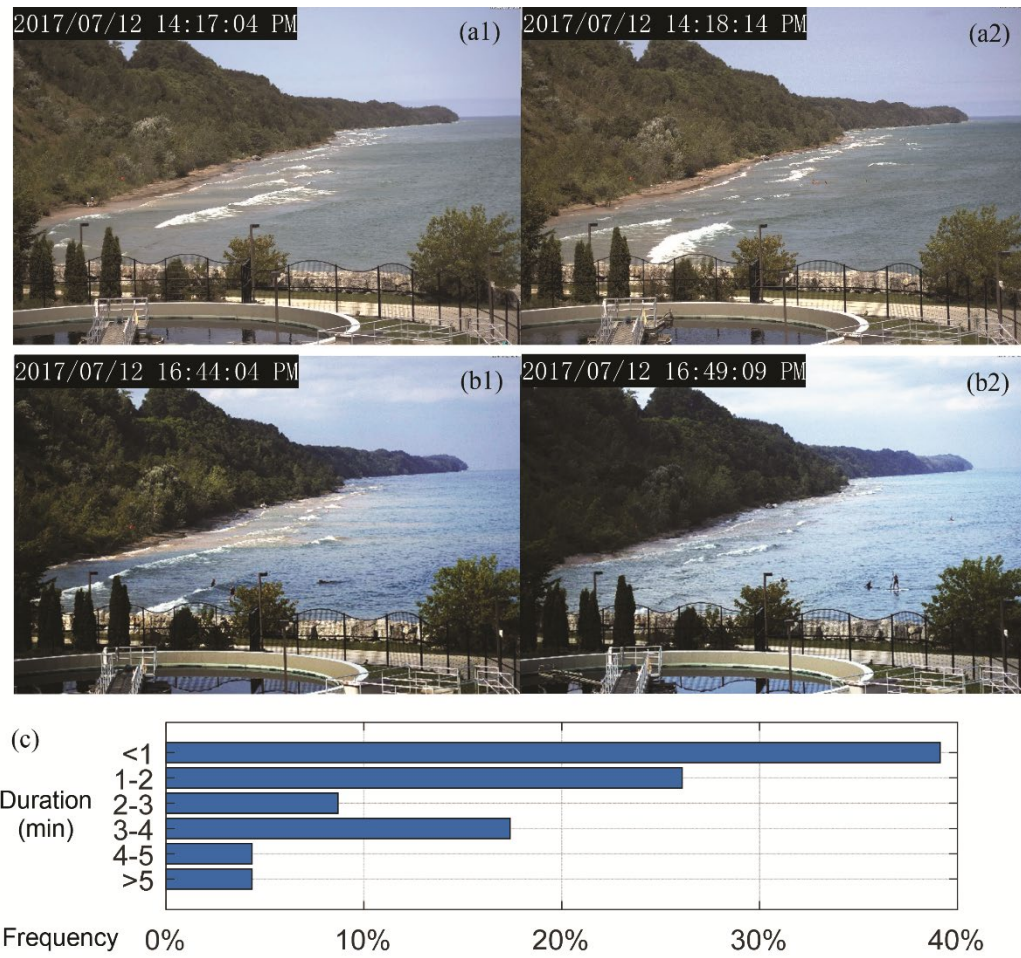 2017/07/12 14:17:04 PM
(a1)
2017/07/12 14:18:14 PM
(a2)
2017/07/12 16:44:04 PM
(b1)
2017/07/12 16:49:09 PM
(b2)
(c)
Duration
(min)
<1
1-2
2-3
3-4
4-5
>5
Frequency 0% 10% 20% 30% 40%